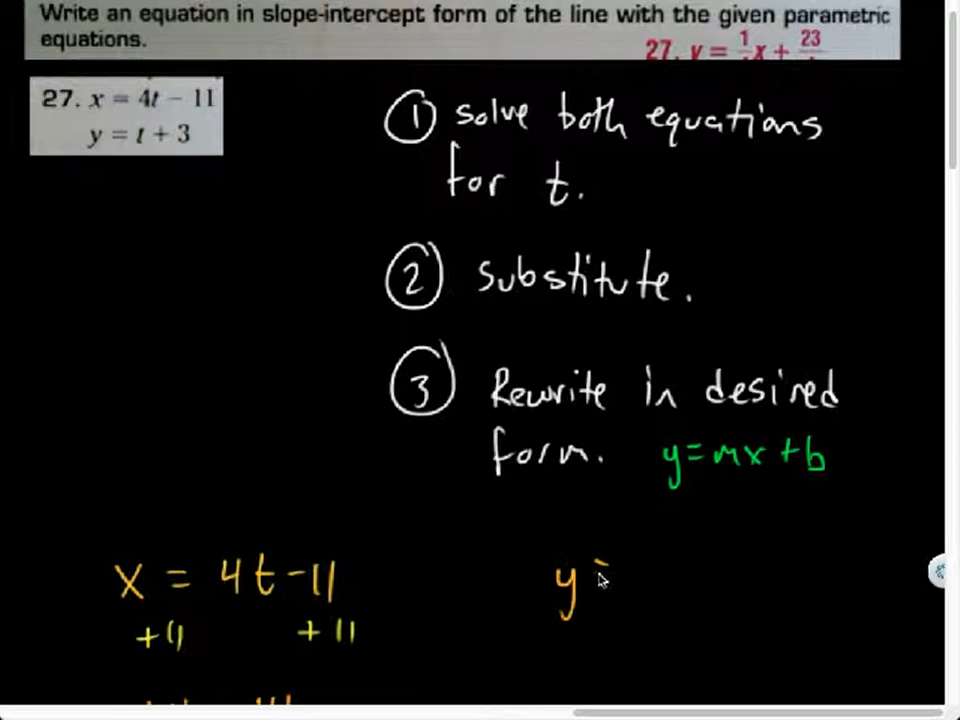 Write an equation in slope-intercept form of the line with the given parametric
equations.
27. x = 4t − 11
y = t + 3
① solve both equations
for t.
② substitute.
③ Rewrite in desired
form. y=mx+b
x = 4t-11
+11 +11
y =